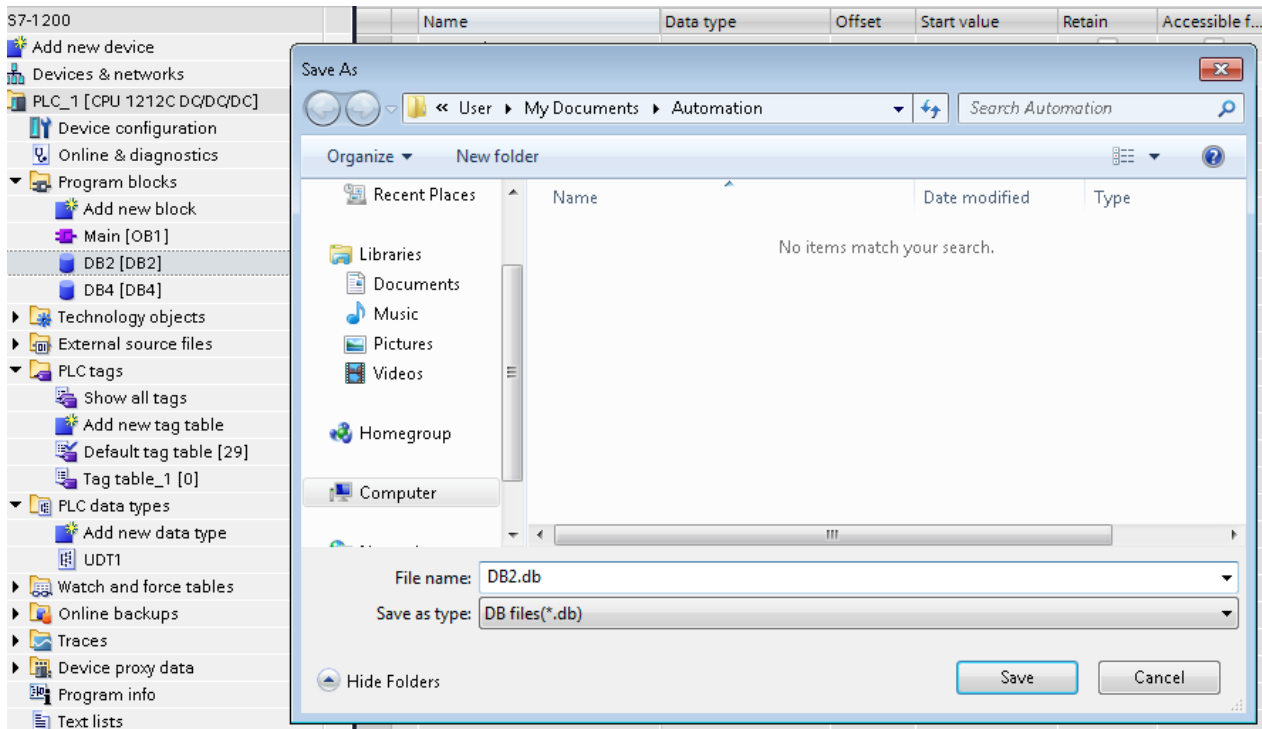 S7-1200
Add new device
Devices & networks
PLC_1 [CPU 1212C DC/DC/DC]
Device configuration
Online & diagnostics
Program blocks
Add new block
Main [OB1]
DB2 [DB2]
DB4 [DB4]
Technology objects
External source files
PLC tags
Show all tags
Add new tag table
Default tag table [29]
Tag table_1 [0]
PLC data types
Add new data type
UDT1
Watch and force tables
Online backups
Traces
Device proxy data
Program info
Text lists
Name Data type Offset Start value Retain Accessible f...
Save As
« User My Documents Automation Search Automation
Organize New folder
Recent Places
Libraries
Documents
Music
Pictures
Videos
Homegroup
Computer
Name Date modified Type
No items match your search.
File name: DB2.db
Save as type: DB files(*.db)
Hide Folders Save Cancel